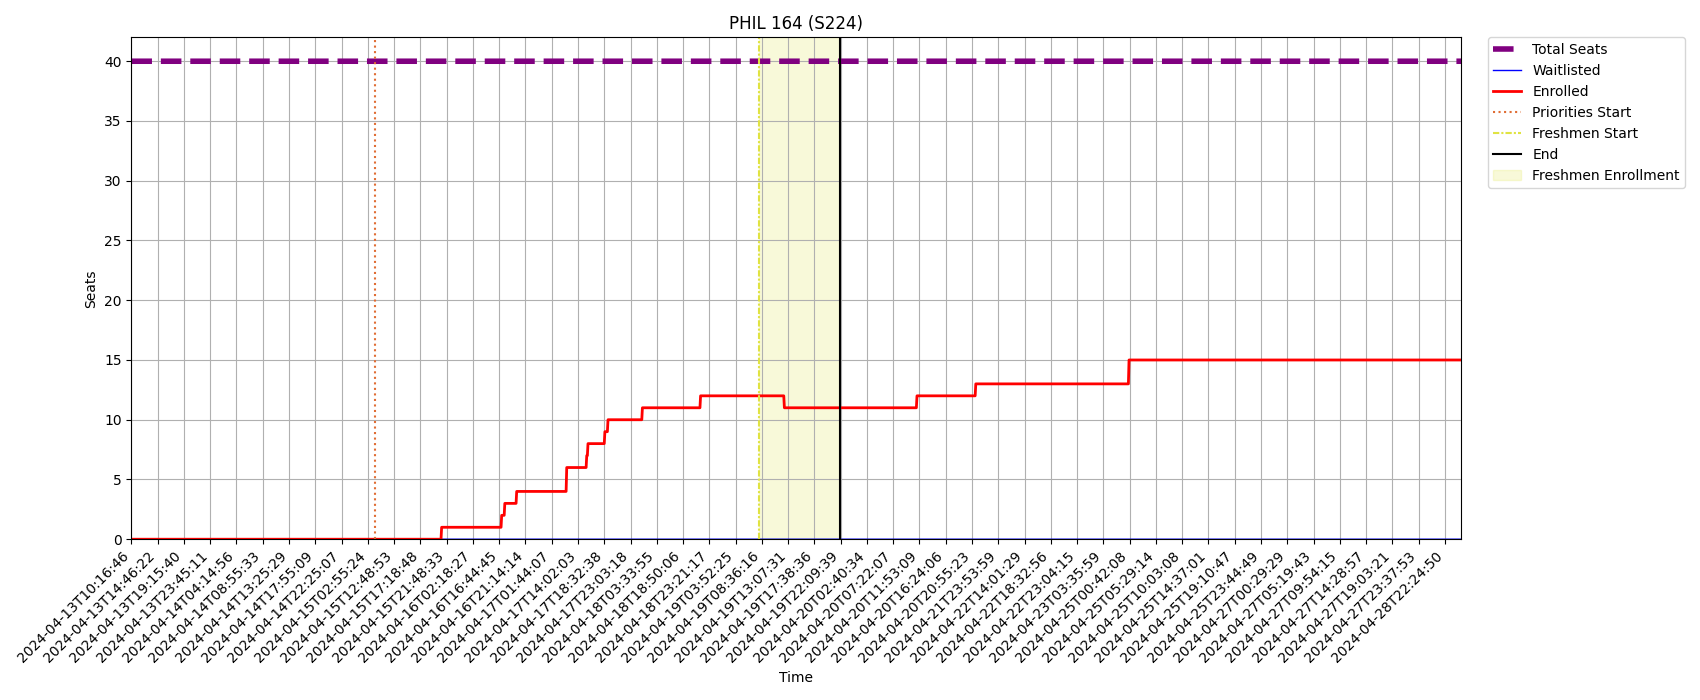 PHIL 164 (S224)
Total Seats
Waitlisted
Enrolled
Priorities Start
Freshmen Start
End
Freshmen Enrollment
Seats
40
35
30
25
20
15
10
5
0
2024-04-13T10:16:46
2024-04-13T14:46:22
2024-04-13T19:15:40
2024-04-13T23:45:11
2024-04-14T04:14:56
2024-04-14T08:55:33
2024-04-14T13:25:29
2024-04-14T17:55:09
2024-04-14T22:25:07
2024-04-15T02:55:24
2024-04-15T12:48:53
2024-04-15T17:18:48
2024-04-15T21:48:33
2024-04-16T02:18:27
2024-04-16T16:44:45
2024-04-16T21:14:14
2024-04-17T01:44:07
2024-04-17T14:02:03
2024-04-17T18:32:38
2024-04-17T23:03:18
2024-04-18T03:33:55
2024-04-18T18:50:06
2024-04-18T23:21:17
2024-04-19T03:52:25
2024-04-19T08:36:16
2024-04-19T13:07:31
2024-04-19T17:38:36
2024-04-19T22:09:39
2024-04-20T02:40:34
2024-04-20T07:22:07
2024-04-20T11:53:09
2024-04-20T16:24:06
2024-04-20T20:55:23
2024-04-21T23:53:59
2024-04-22T14:01:29
2024-04-22T18:32:56
2024-04-22T23:04:15
2024-04-23T03:35:59
2024-04-25T00:42:08
2024-04-25T05:29:14
2024-04-25T10:03:08
2024-04-25T14:37:01
2024-04-25T19:10:47
2024-04-25T23:44:49
2024-04-27T00:29:29
2024-04-27T05:19:43
2024-04-27T09:54:15
2024-04-27T14:28:57
2024-04-27T19:03:21
2024-04-27T23:37:53
2024-04-28T22:24:50
Time